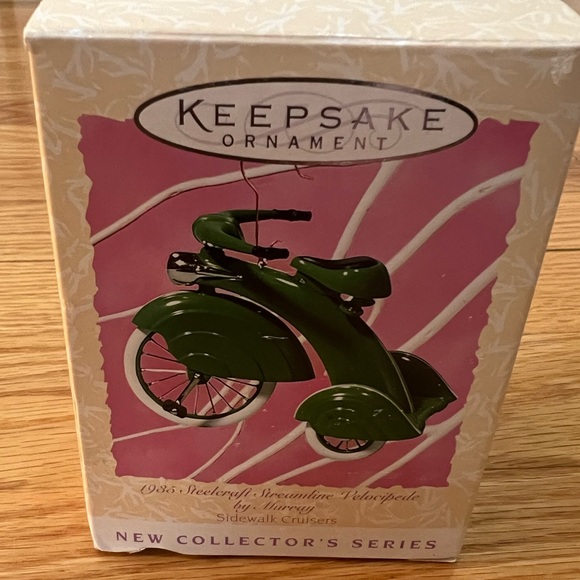 KEEPSAKE
ORNAMENT
1935 Steelcraft Streamline Velocipede
by Murray
Sidewalk Cruisers
NEW COLLECTOR'S SERIES